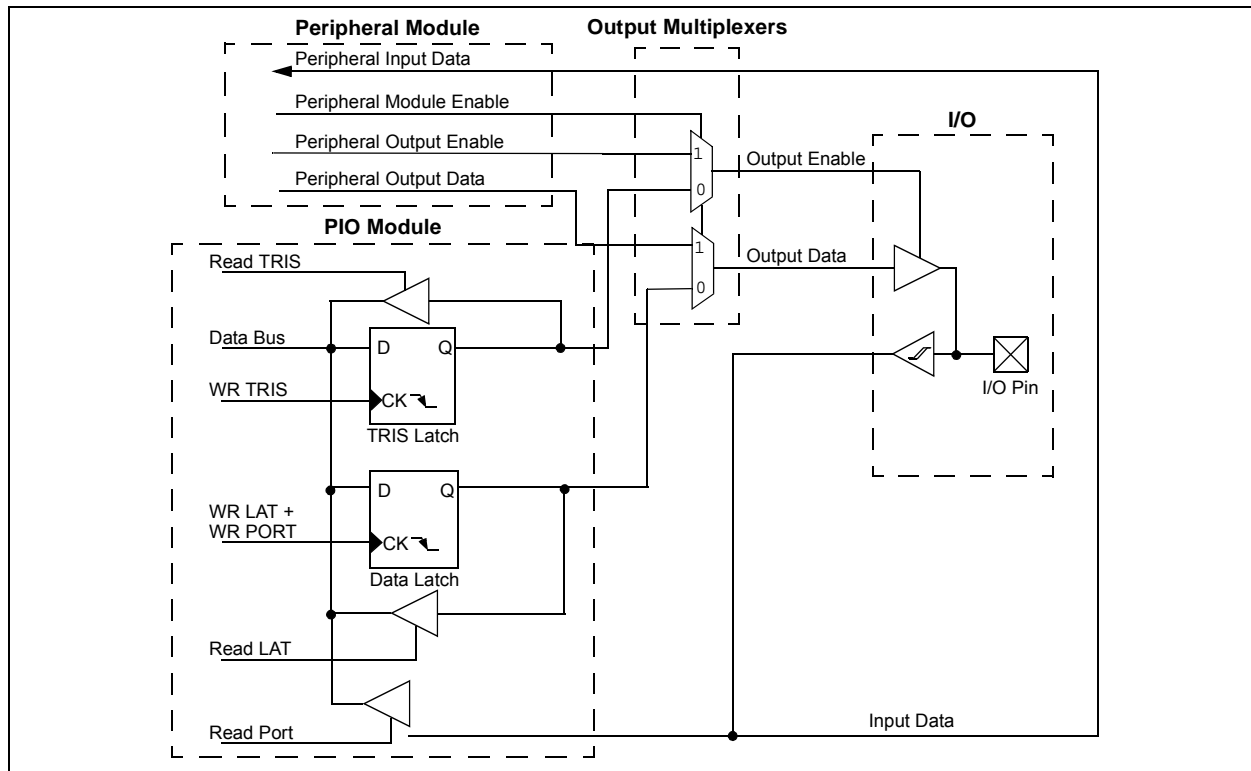 Peripheral Module
Output Multiplexers
Peripheral Input Data
Peripheral Module Enable
I/O
Peripheral Output Enable
1
Output Enable
Peripheral Output Data
0
PIO Module
1
Read TRIS
Output Data
0
Data Bus
D
Q
WR TRIS
CK
I/O Pin
TRIS Latch
D
Q
WR LAT +
WR PORT
CK
Data Latch
Read LAT
Input Data
Read Port